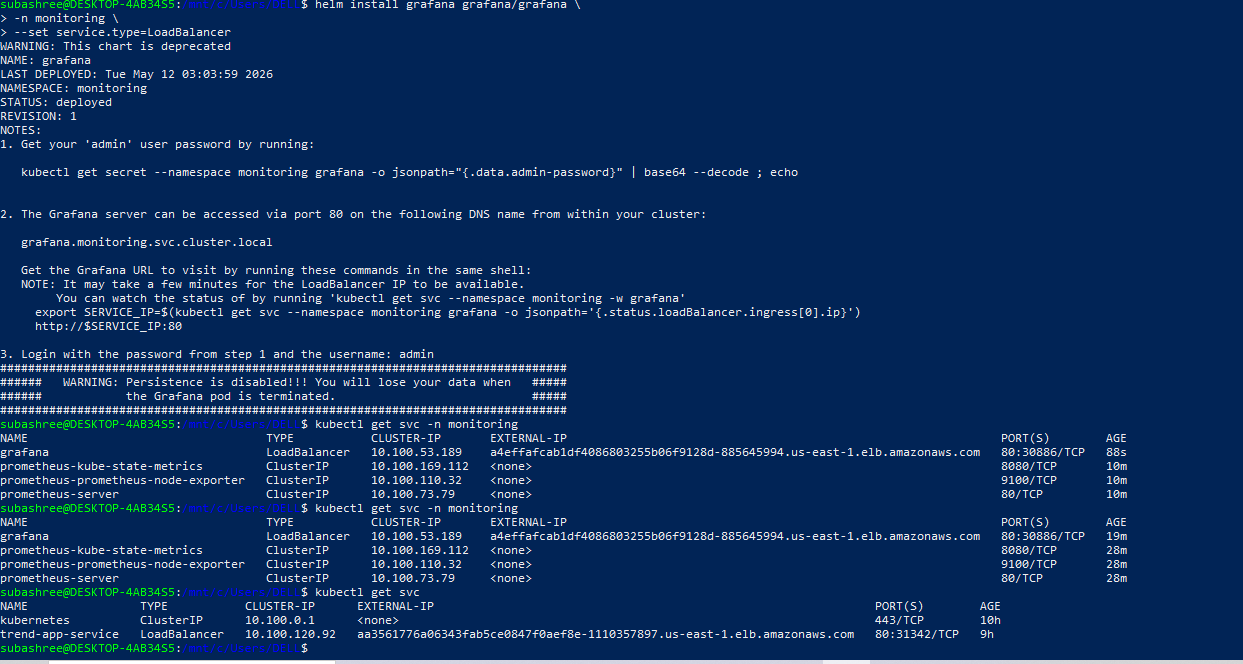 subashree@DESKTOP-4AB34S5: $ helm install grafana grafana/grafana \
> -n monitoring \
> --set service.type=LoadBalancer
WARNING: This chart is deprecated
NAME: grafana
LAST DEPLOYED: Tue May 12 03:03:59 2026
NAMESPACE: monitoring
STATUS: deployed
REVISION: 1
NOTES:
1. Get your 'admin' user password by running:
kubectl get secret --namespace monitoring grafana -o jsonpath="{.data.admin-password}" | base64 --decode ; echo
2. The Grafana server can be accessed via port 80 on the following DNS name from within your cluster:
grafana.monitoring.svc.cluster.local
Get the Grafana URL to visit by running these commands in the same shell:
NOTE: It may take a few minutes for the LoadBalancer IP to be available.
You can watch the status of by running 'kubectl get svc --namespace monitoring -w grafana'
export SERVICE_IP=$(kubectl get svc --namespace monitoring grafana -o jsonpath='{.status.loadBalancer.ingress[0].ip}')
http://$SERVICE_IP:80
3. Login with the password from step 1 and the username: admin
#################################################################################
###### WARNING: Persistence is disabled!!! You will lose your data when #####
###### the Grafana pod is terminated. #####
#################################################################################
subashree@DESKTOP-4AB34S5: $ kubectl get svc -n monitoring
NAME TYPE CLUSTER-IP EXTERNAL-IP PORT(S) AGE
grafana LoadBalancer 10.100.53.189 a4effafcab1df4086803255b06f9128d-885645994.us-east-1.elb.amazonaws.com 80:30886/TCP 88s
prometheus-kube-state-metrics ClusterIP 10.100.169.112 <none> 8080/TCP 10m
prometheus-prometheus-node-exporter ClusterIP 10.100.110.32 <none> 9100/TCP 10m
prometheus-server ClusterIP 10.100.73.79 <none> 80/TCP 10m
subashree@DESKTOP-4AB34S5: $ kubectl get svc -n monitoring
NAME TYPE CLUSTER-IP EXTERNAL-IP PORT(S) AGE
grafana LoadBalancer 10.100.53.189 a4effafcab1df4086803255b06f9128d-885645994.us-east-1.elb.amazonaws.com 80:30886/TCP 19m
prometheus-kube-state-metrics ClusterIP 10.100.169.112 <none> 8080/TCP 28m
prometheus-prometheus-node-exporter ClusterIP 10.100.110.32 <none> 9100/TCP 28m
prometheus-server ClusterIP 10.100.73.79 <none> 80/TCP 28m
subashree@DESKTOP-4AB34S5: $ kubectl get svc
NAME TYPE CLUSTER-IP EXTERNAL-IP PORT(S) AGE
kubernetes ClusterIP 10.100.0.1 <none> 443/TCP 10h
trend-app-service LoadBalancer 10.100.120.92 aa3561776a06343fab5ce0847f0aef8e-1110357897.us-east-1.elb.amazonaws.com 80:31342/TCP 9h
subashree@DESKTOP-4AB34S5: $